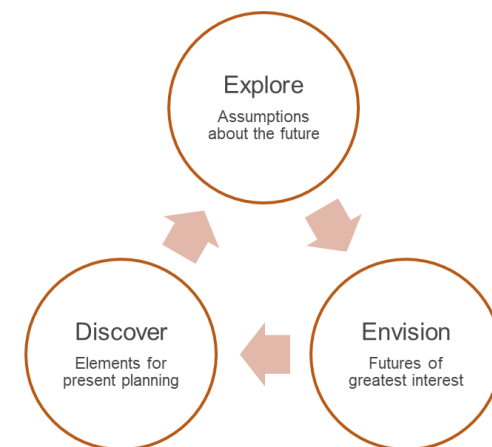 Explore
Assumptions
about the future
Discover
Elements for
present planning
Envision
Futures of
greatest interest